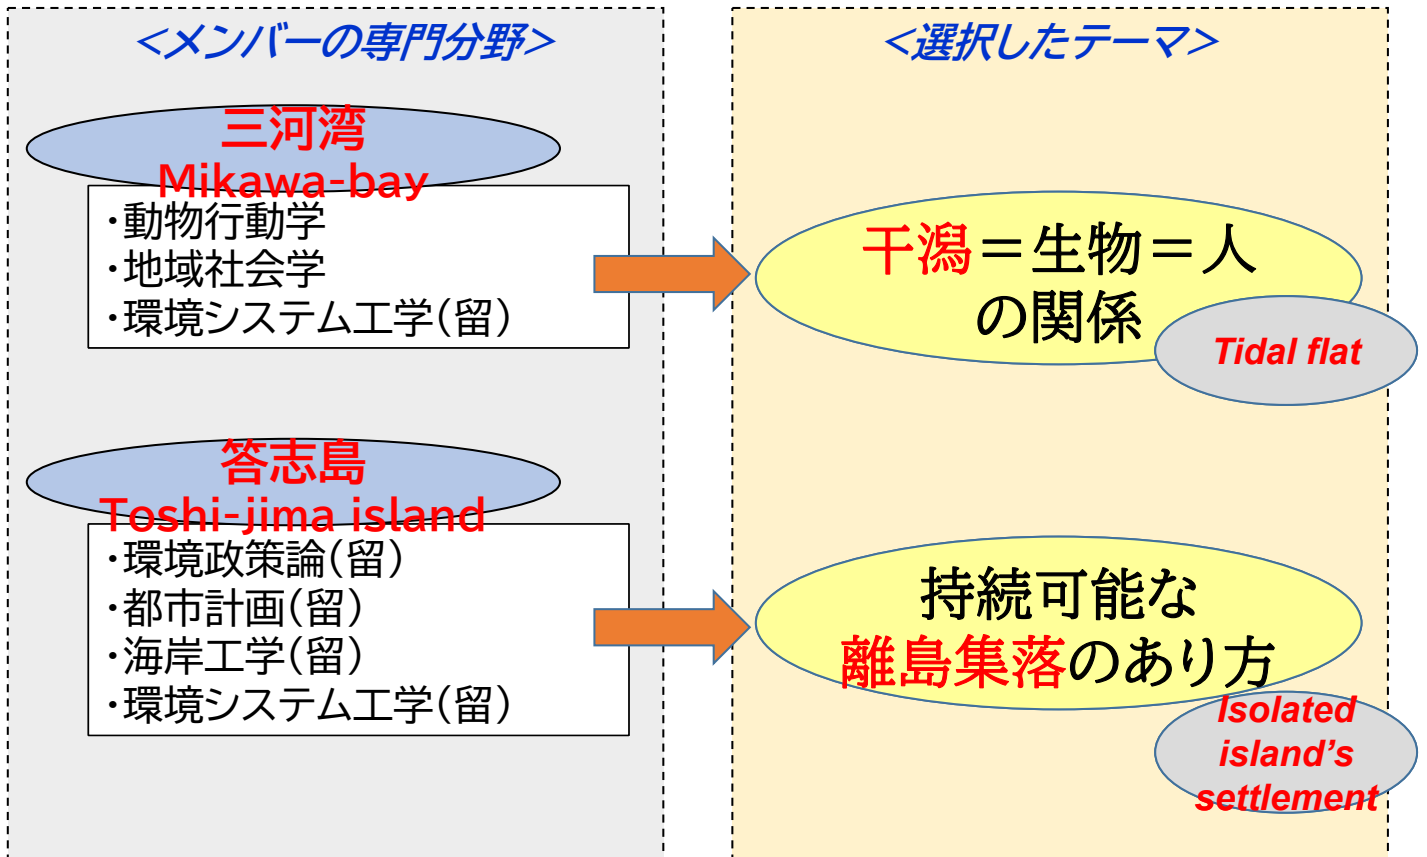 <メンバーの専門分野>
三河湾
Mikawa-bay
・動物行動学
・地域社会学
・環境システム工学(留)
答志島
Toshi-jima island
・環境政策論(留)
・都市計画(留)
・海岸工学(留)
・環境システム工学(留)
<選択したテーマ>
干潟＝生物＝人
の関係
Tidal flat
持続可能な
離島集落のあり方
Isolated
island’s
settlement